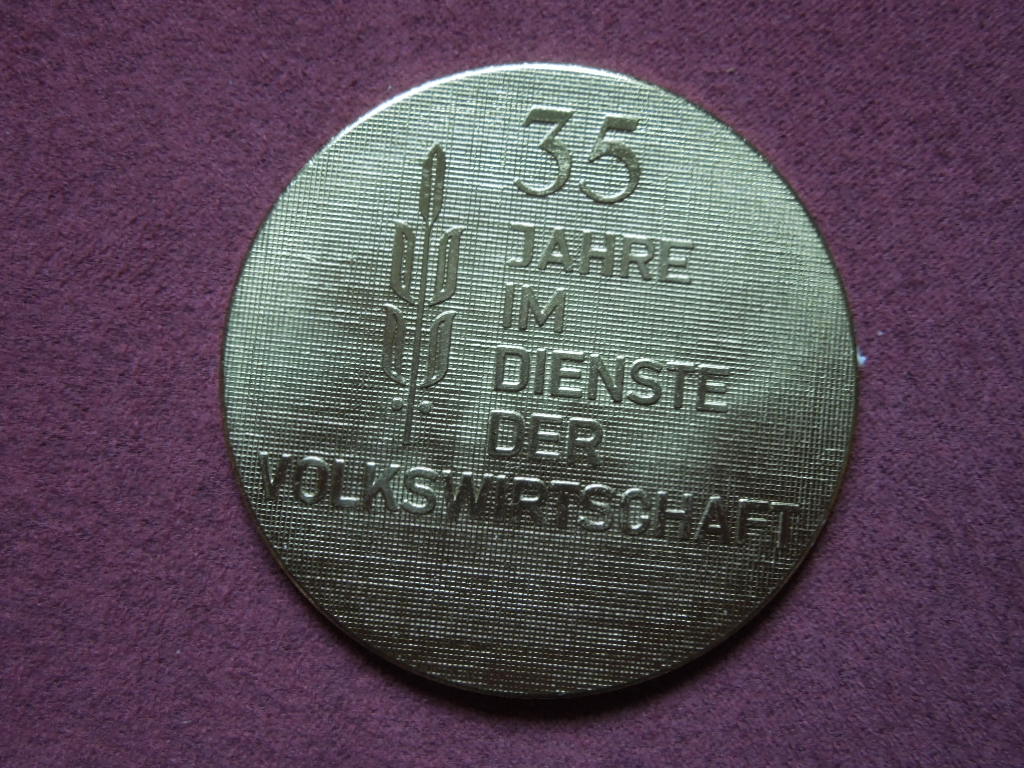 35
JAHRE
IM
DIENSTE
DER
VOLKSWIRTSCHAFT